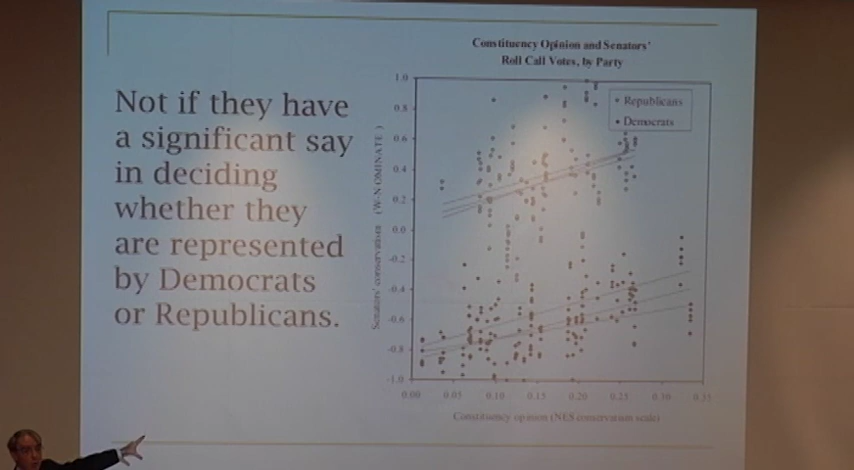 Not if they have
a significant say
in deciding
whether they
are represented
by Democrats
or Republicans.
Constituency Opinion and Senators'
Roll Call Votes, by Party
Republicans
Democrats
1.0
0.8
0.6
0.4
0.2
0.0
-0.2
-0.4
-0.6
-0.8
-1.0
Senators' conservatism (W-NOMINATE)
0.00 0.05 0.10 0.15 0.20 0.25 0.30 0.35
Constituency opinion (NES conservatism scale)